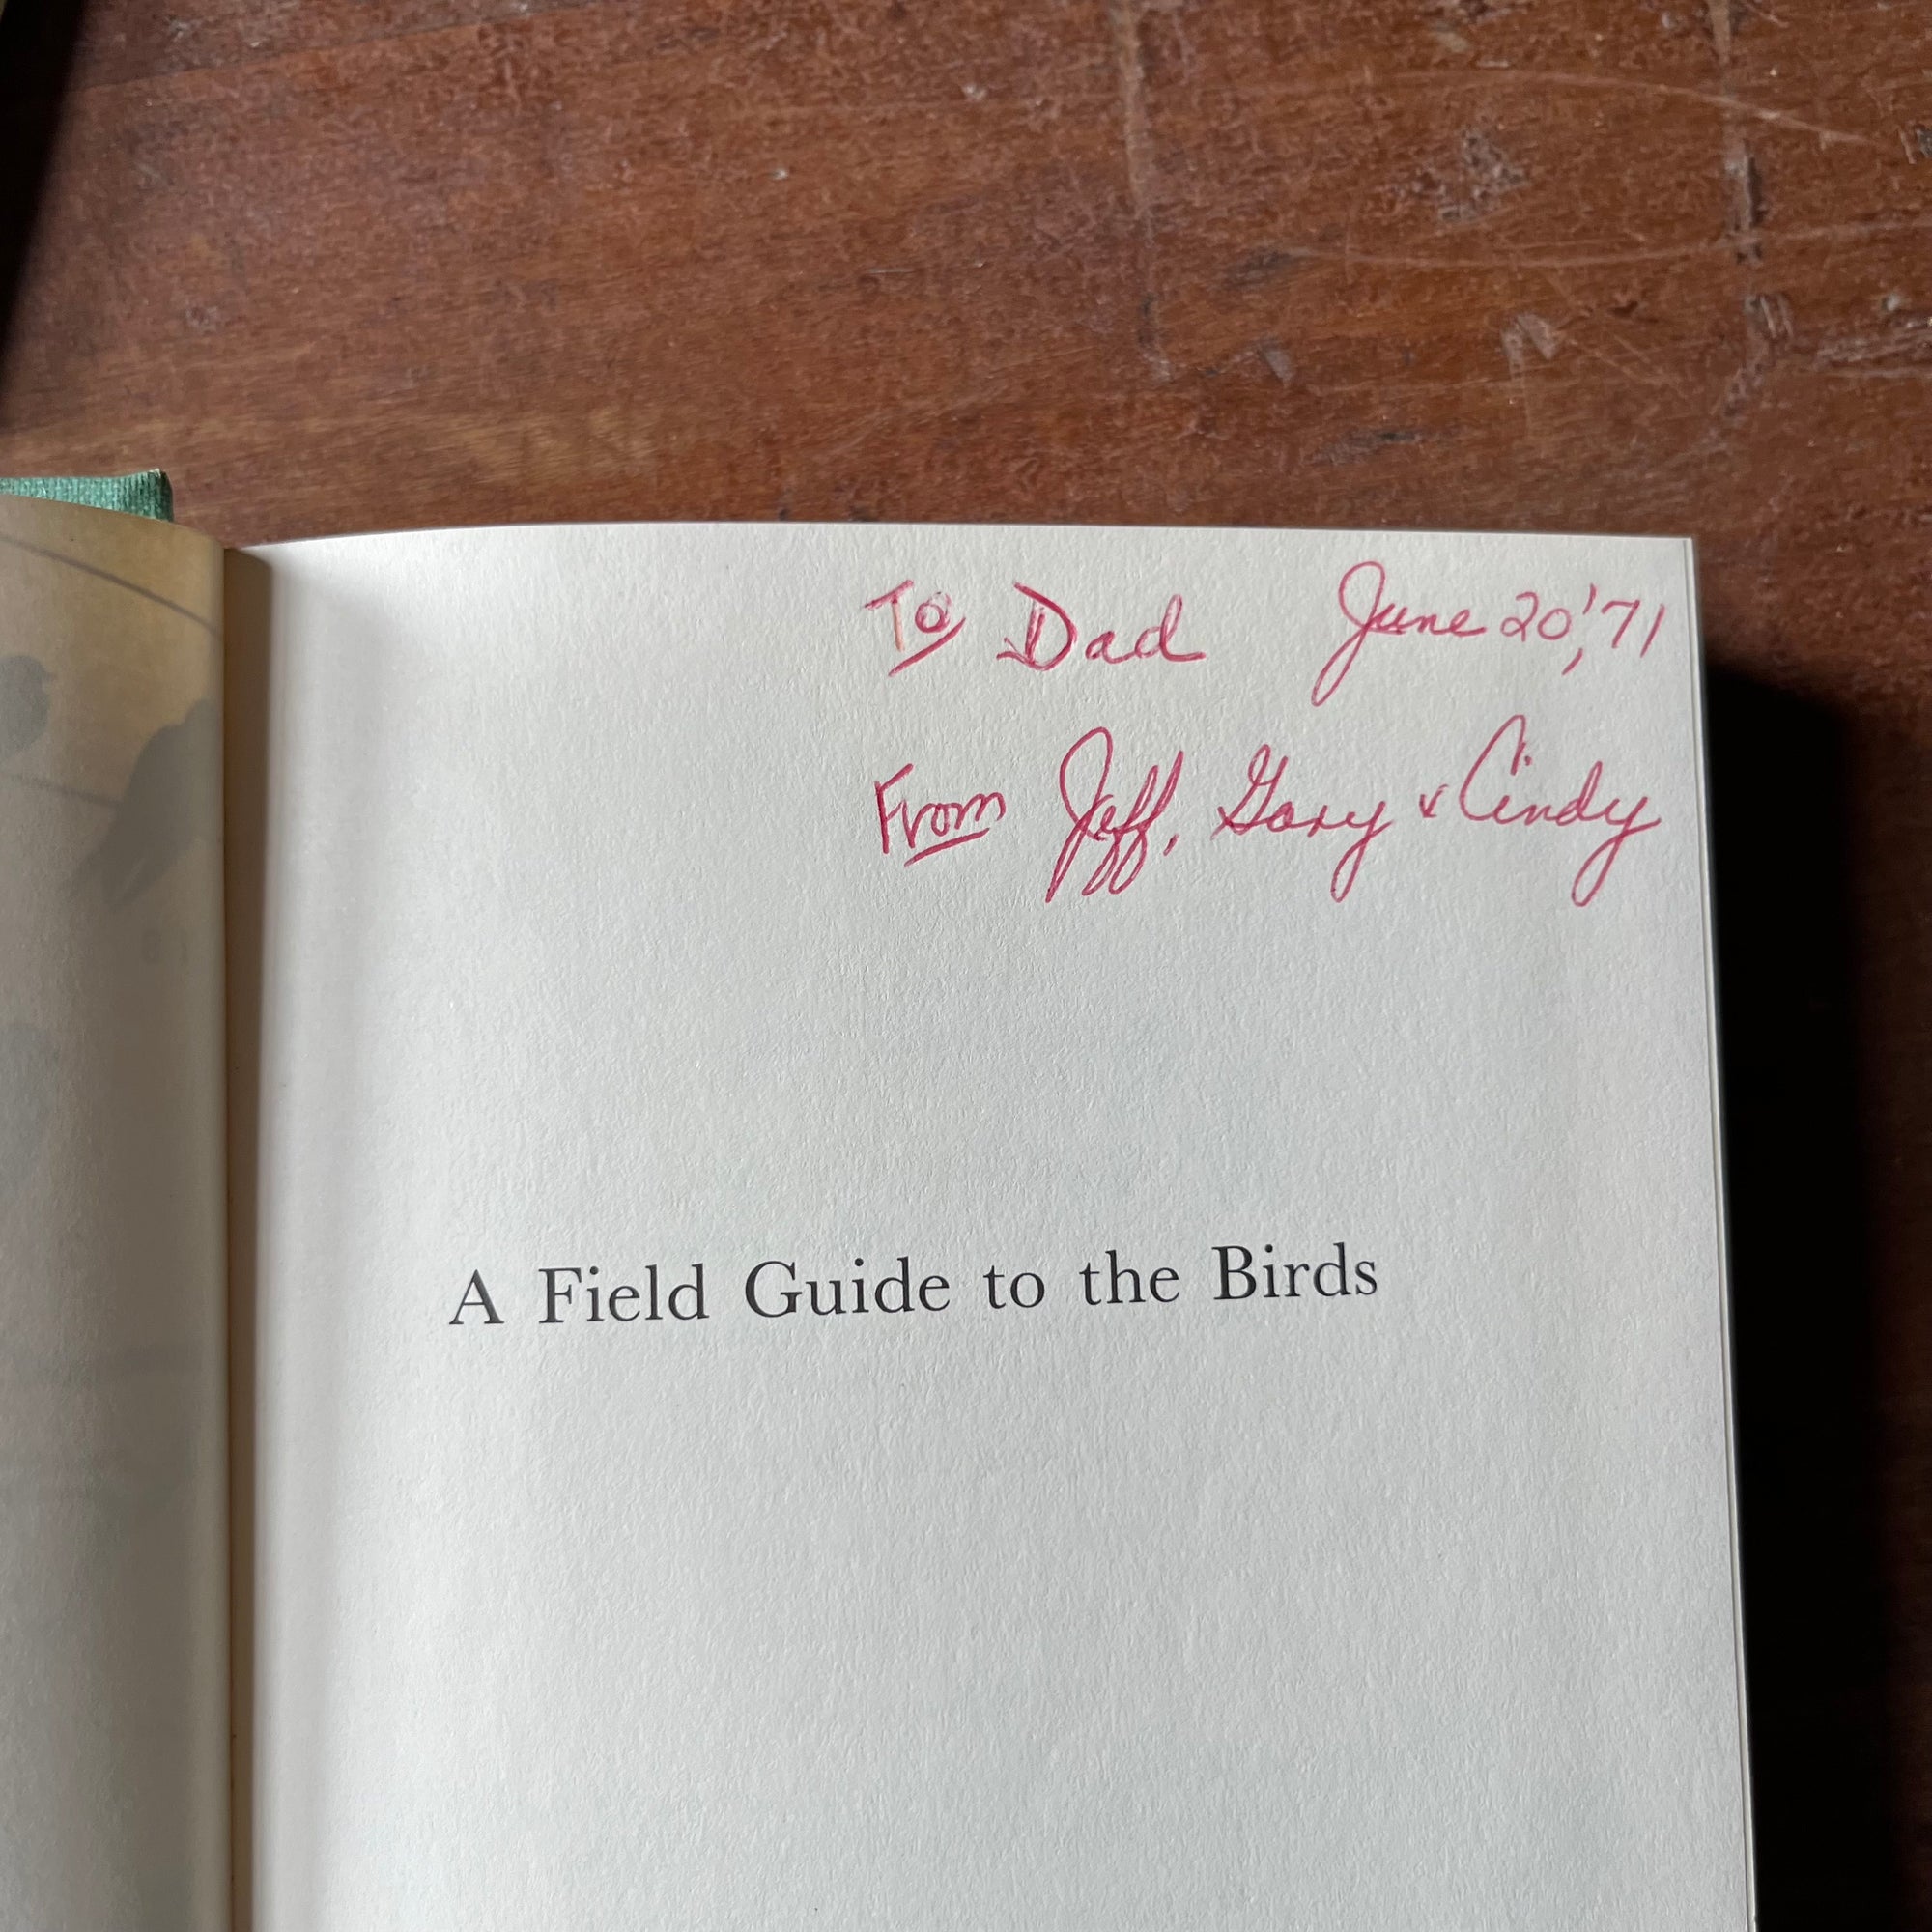 To Dad June 20, '71
From Jeff, Gary & Cindy
A Field Guide to the Birds